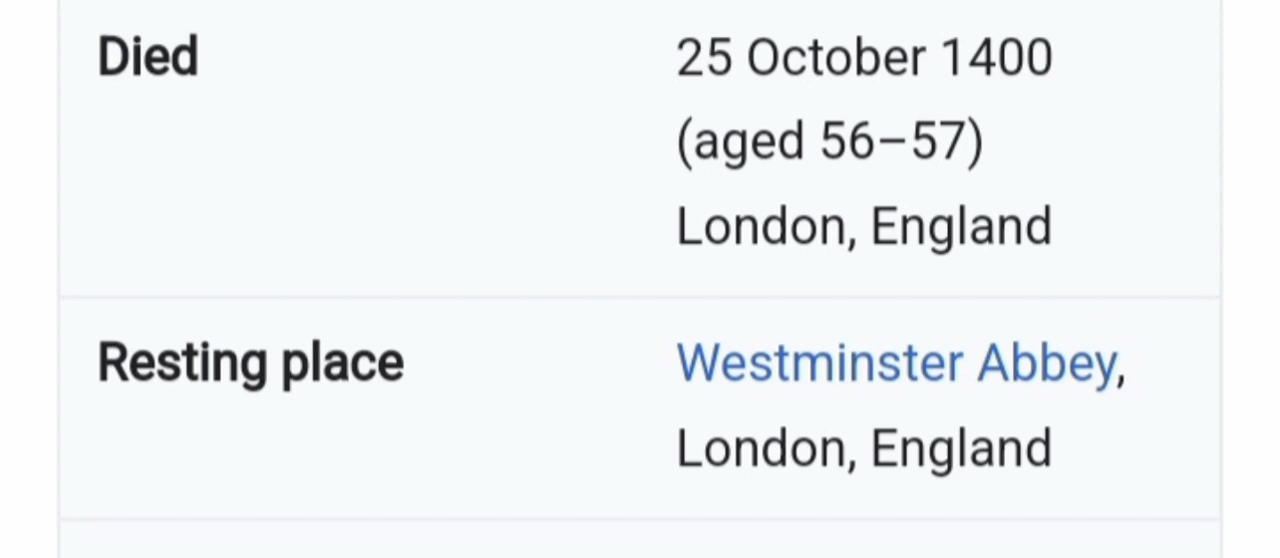 Died
25 October 1400
(aged 56–57)
London, England
Resting place
Westminster Abbey,
London, England